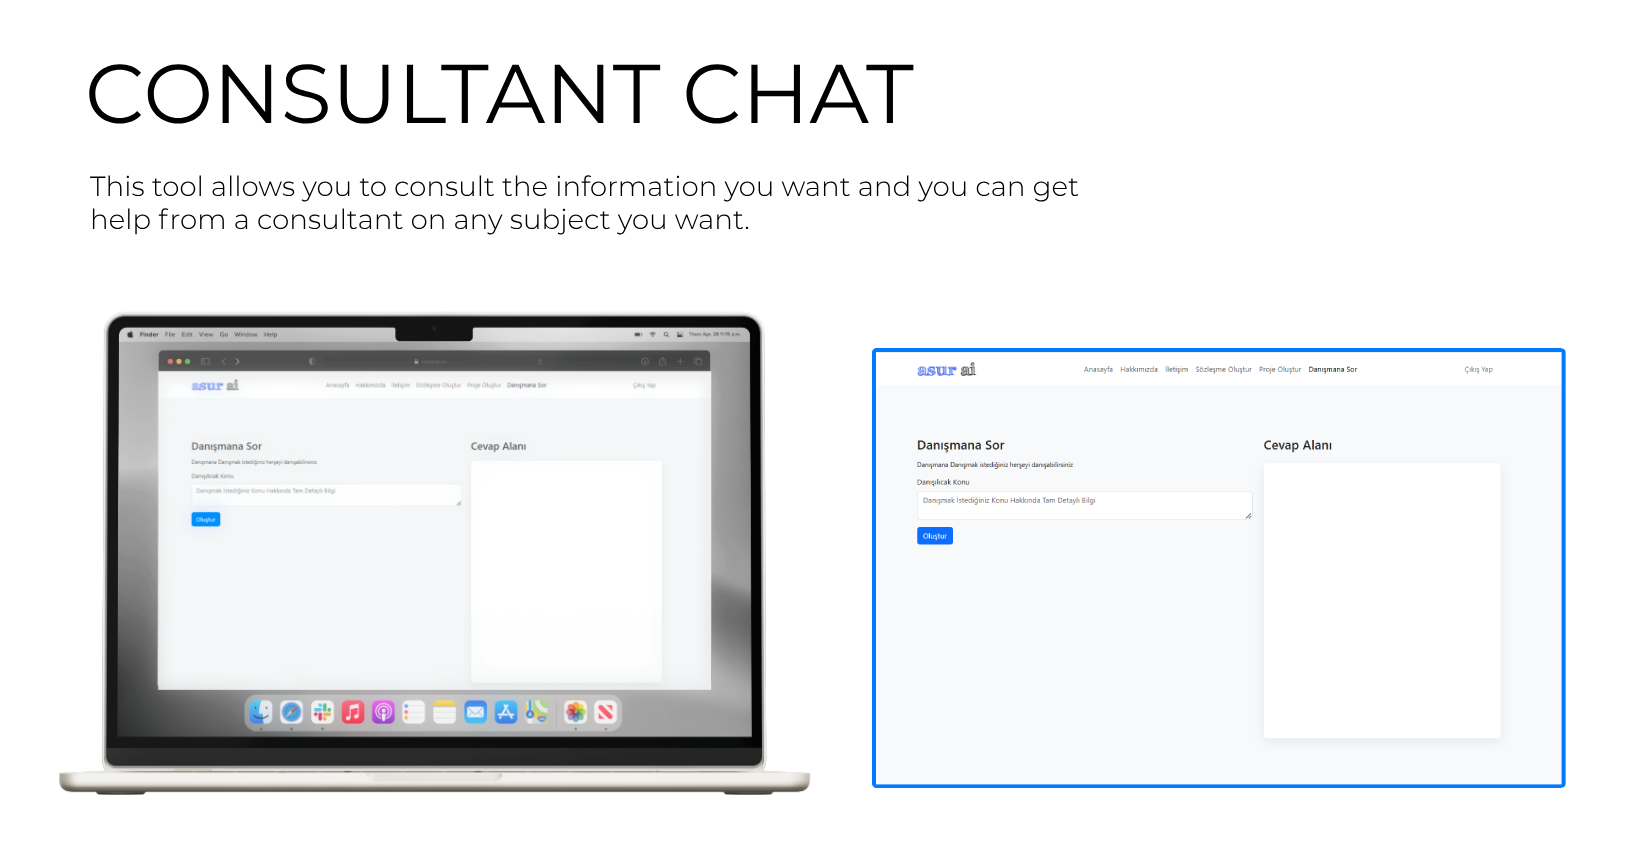 CONSULTANT CHAT
This tool allows you to consult the information you want and you can get
help from a consultant on any subject you want.
Finder File Edit View Go Window Help
asur ai
Anasayfa Hakkımızda İletişim Sözleşme Oluştur Proje Oluştur Danışmana Sor Çıkış Yap
Danışmana Sor
Cevap Alanı
Danışmana Danışmak istediğiniz herşeyi danışabilirsiniz
Danışılıcak Konu
Danışmak İstediğiniz Konu Hakkında Tam Detaylı Bilgi
Oluştur
asur ai
Anasayfa Hakkımızda İletişim Sözleşme Oluştur Proje Oluştur Danışmana Sor Çıkış Yap
Danışmana Sor
Cevap Alanı
Danışmana Danışmak istediğiniz herşeyi danışabilirsiniz
Danışılıcak Konu
Danışmak İstediğiniz Konu Hakkında Tam Detaylı Bilgi
Oluştur